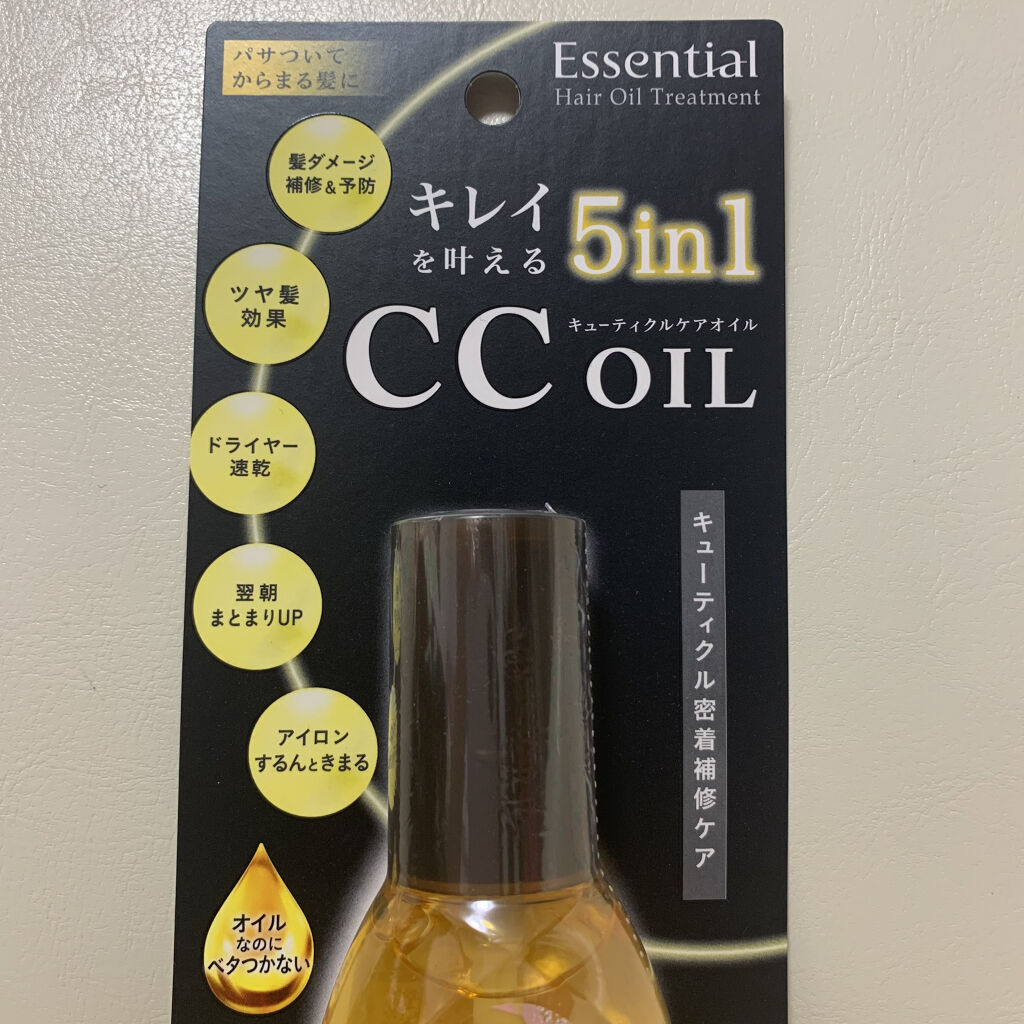 パサついて
からまる髪に
Essential
Hair Oil Treatment
髪ダメージ
補修&予防
キレイ
を叶える
5in1
ツヤ髪
効果
キューティクルケアオイル
CC OIL
ドライヤー
速乾
翌朝
まとまりUP
アイロン
するんときまる
キューティクル密着補修ケア
オイル
なのに
ベタつかない